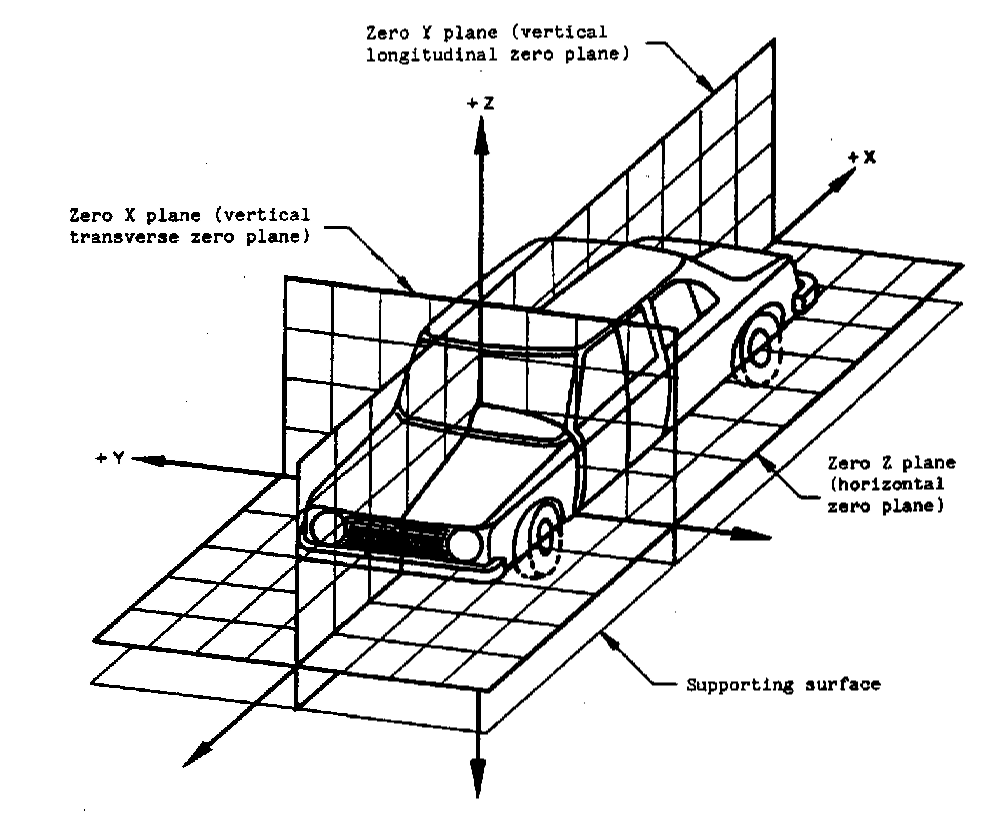 Zero Y plane (vertical
longitudinal zero plane)
+ Z
+ X
Zero X plane (vertical
transverse zero plane)
+ Y
Zero Z plane
(horizontal
zero plane)
Supporting surface